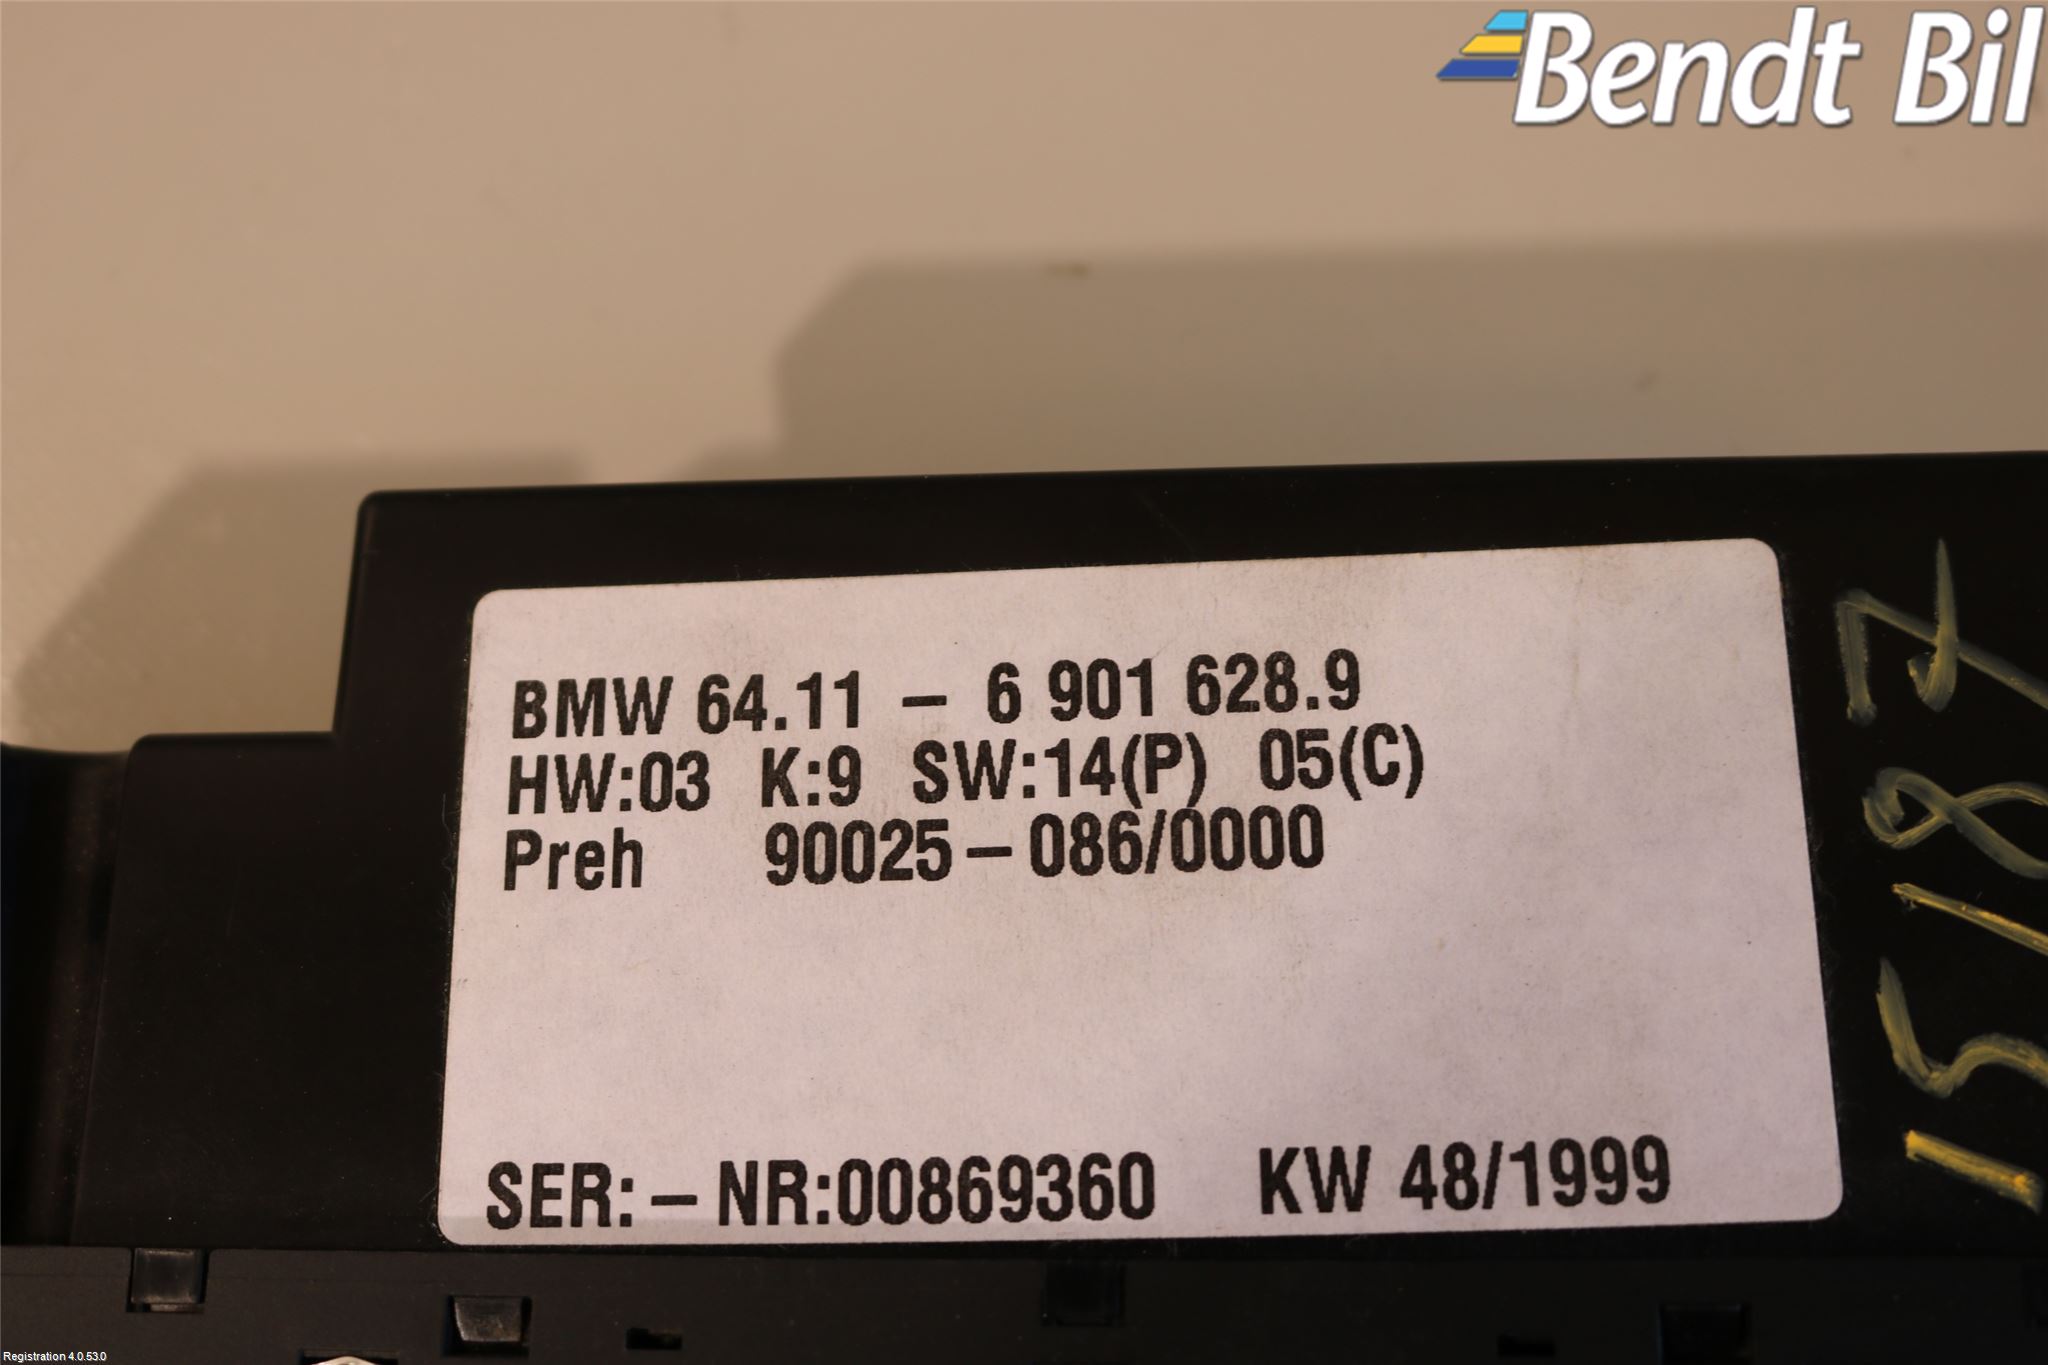 Bendt Bil
BMW 64.11 – 6 901 628.9
HW:03 K:9 SW:14(P) 05(C)
Preh 90025–086/0000
SER:–NR:00869360 KW 48/1999
15187
Registration 4.0.53.0